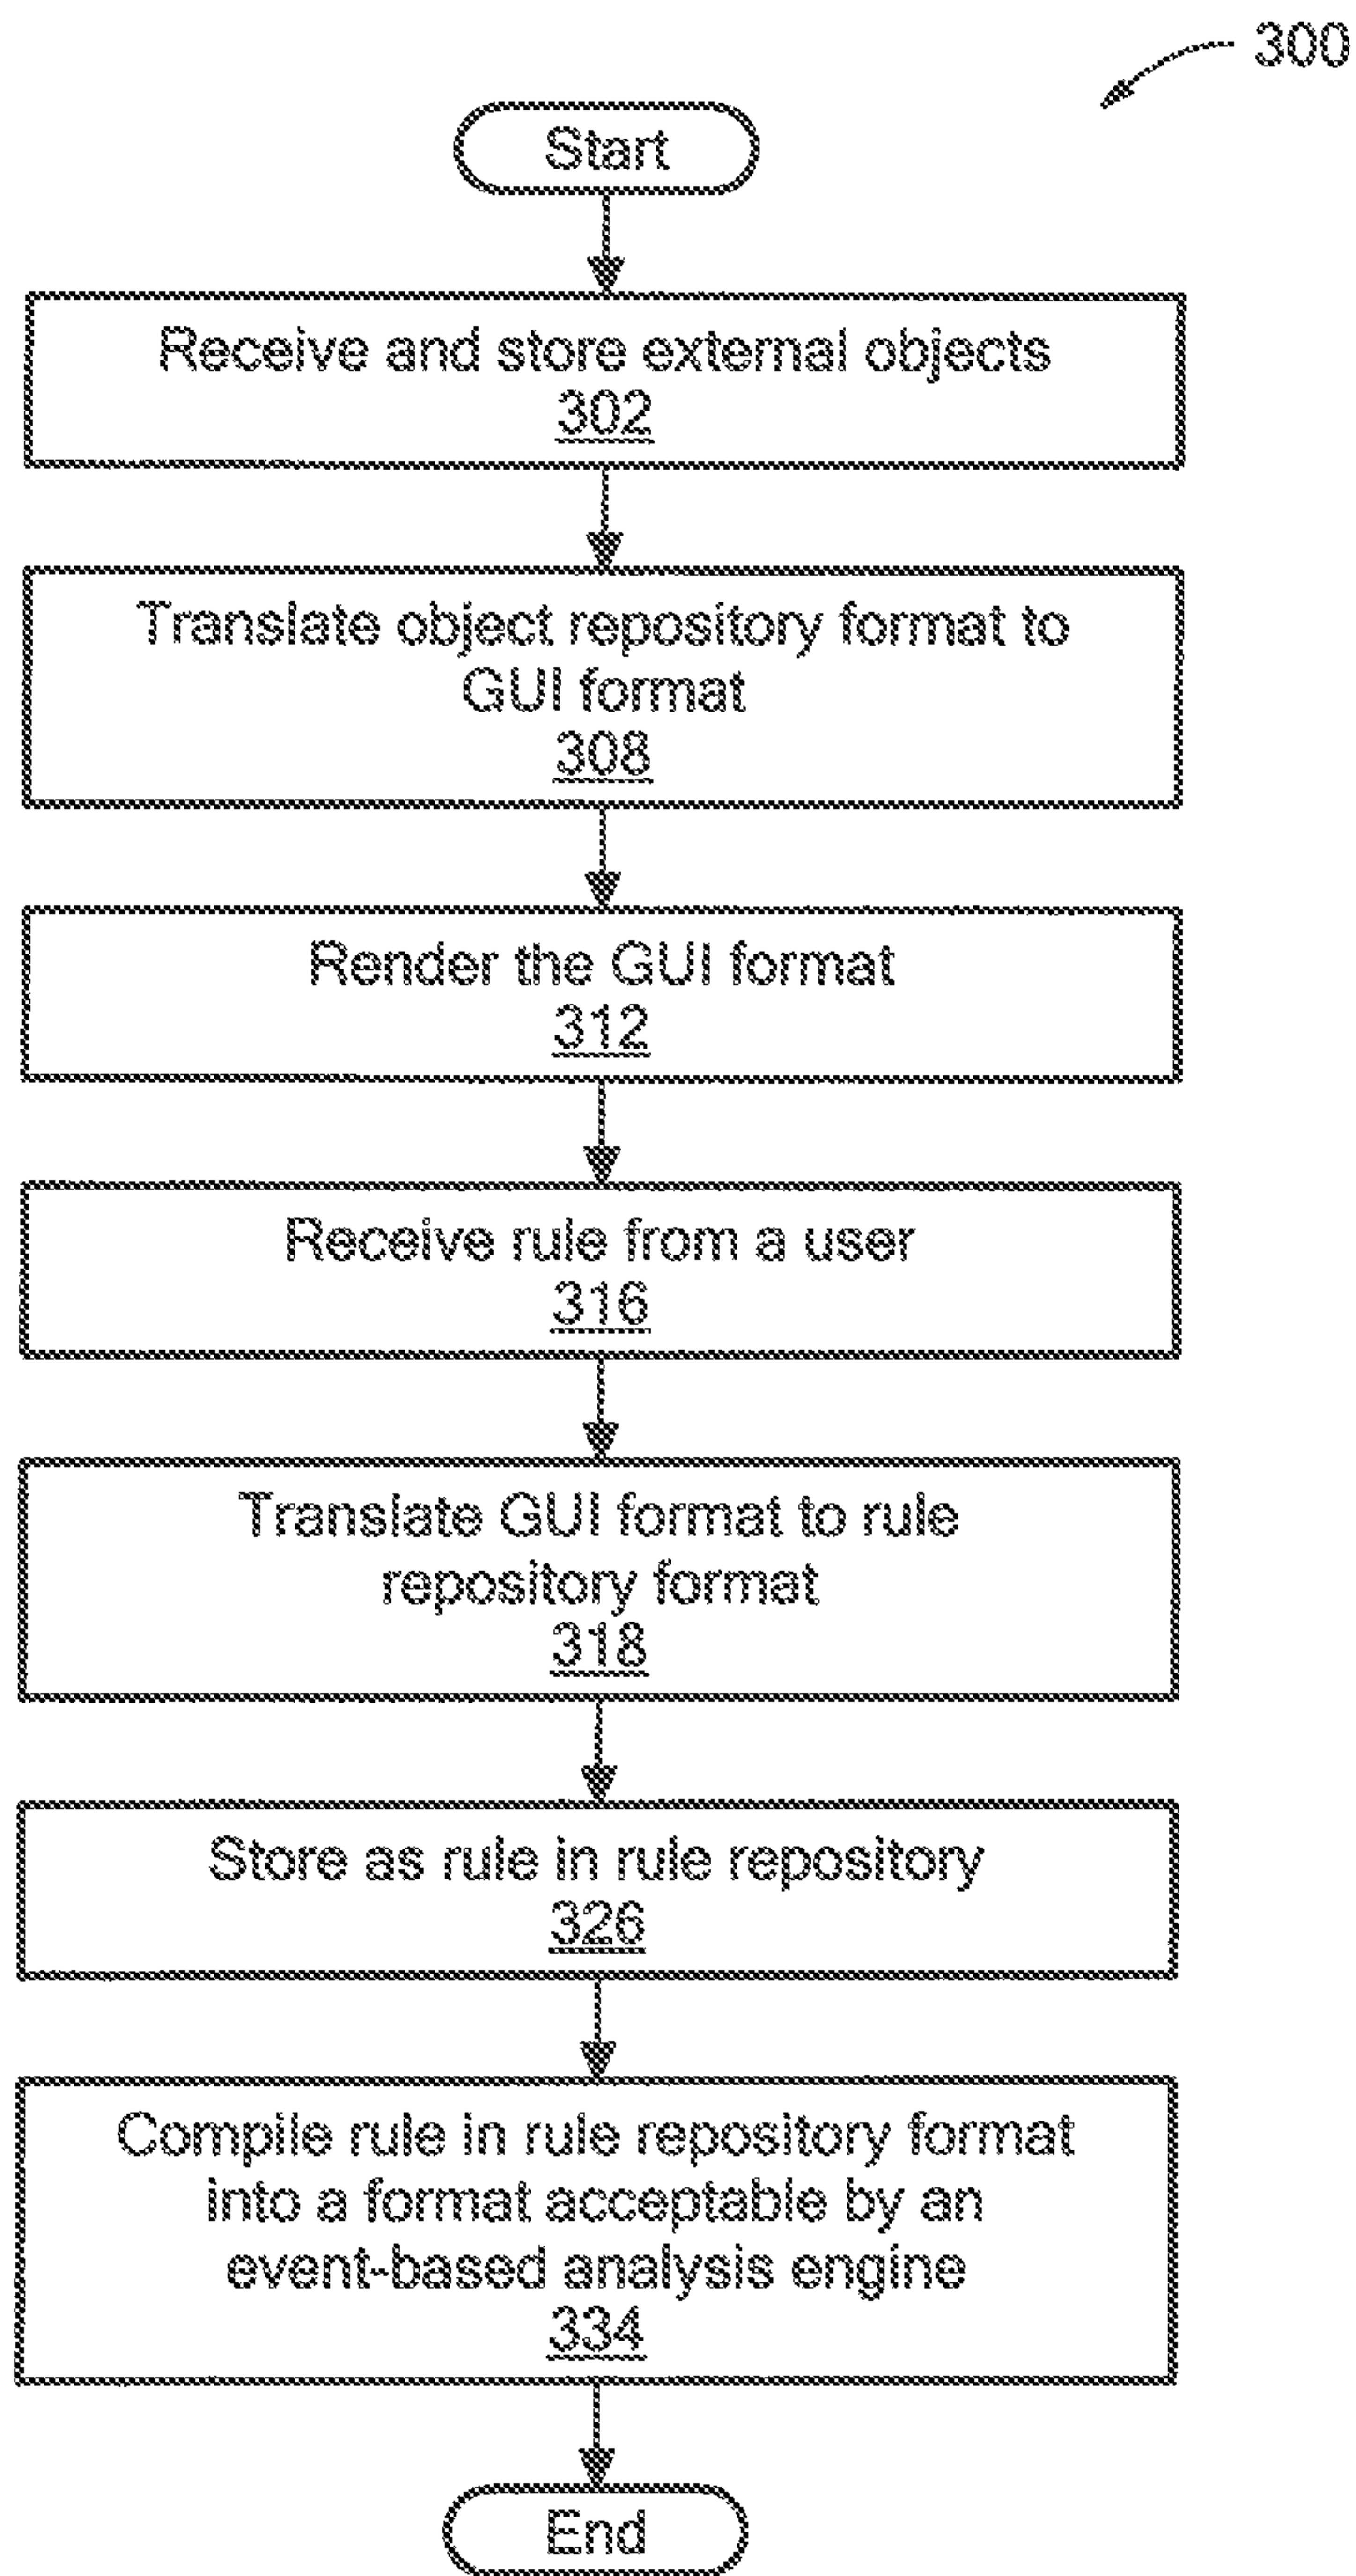 300
Start
Receive and store external objects
302
Translate object repository format to
GUI format
308
Render the GUI format
312
Receive rule from a user
316
Translate GUI format to rule
repository format
318
Store as rule in rule repository
326
Compile rule in rule repository format
into a format acceptable by an
event-based analysis engine
334
End